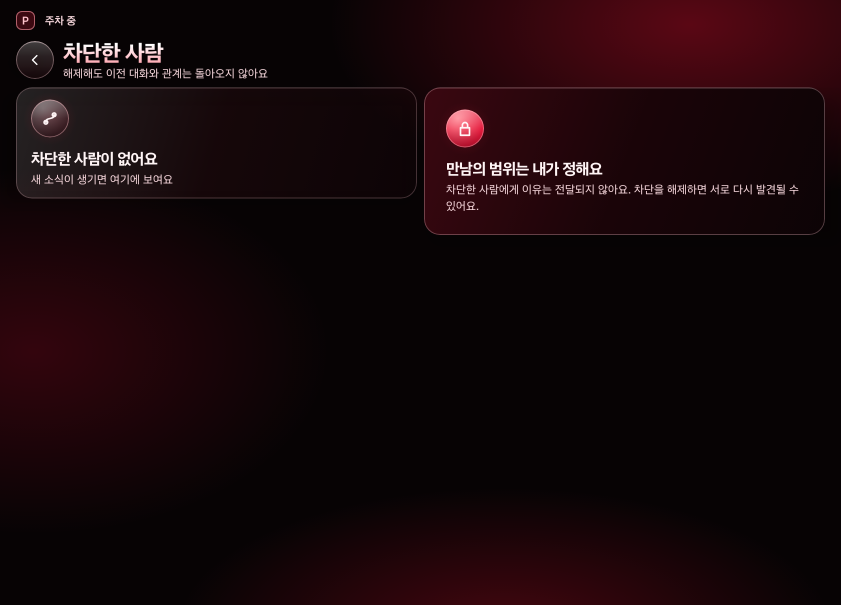 P 주차 중
차단한 사람
해제해도 이전 대화와 관계는 돌아오지 않아요
차단한 사람이 없어요
새 소식이 생기면 여기에 보여요
만남의 범위는 내가 정해요
차단한 사람에게 이유는 전달되지 않아요. 차단을 해제하면 서로 다시 발견될 수
있어요.